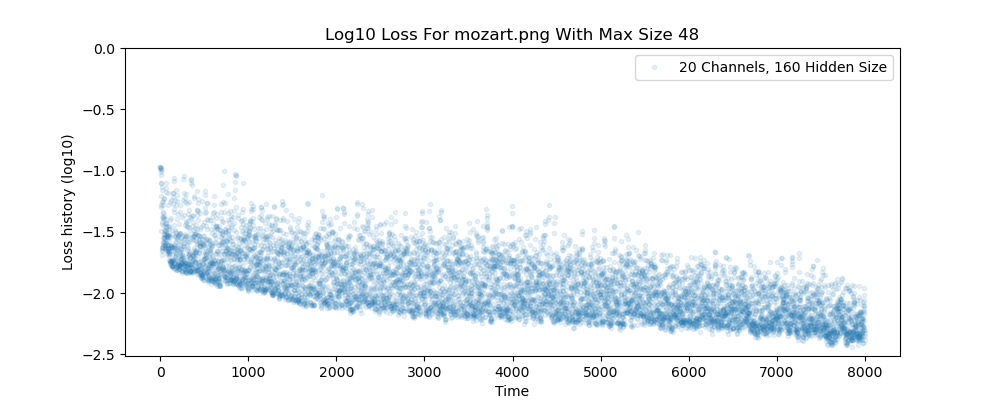 Log10 Loss For mozart.png With Max Size 48
20 Channels, 160 Hidden Size
Loss history (log10)
0.0
−0.5
−1.0
−1.5
−2.0
−2.5
0 1000 2000 3000 4000 5000 6000 7000 8000
Time